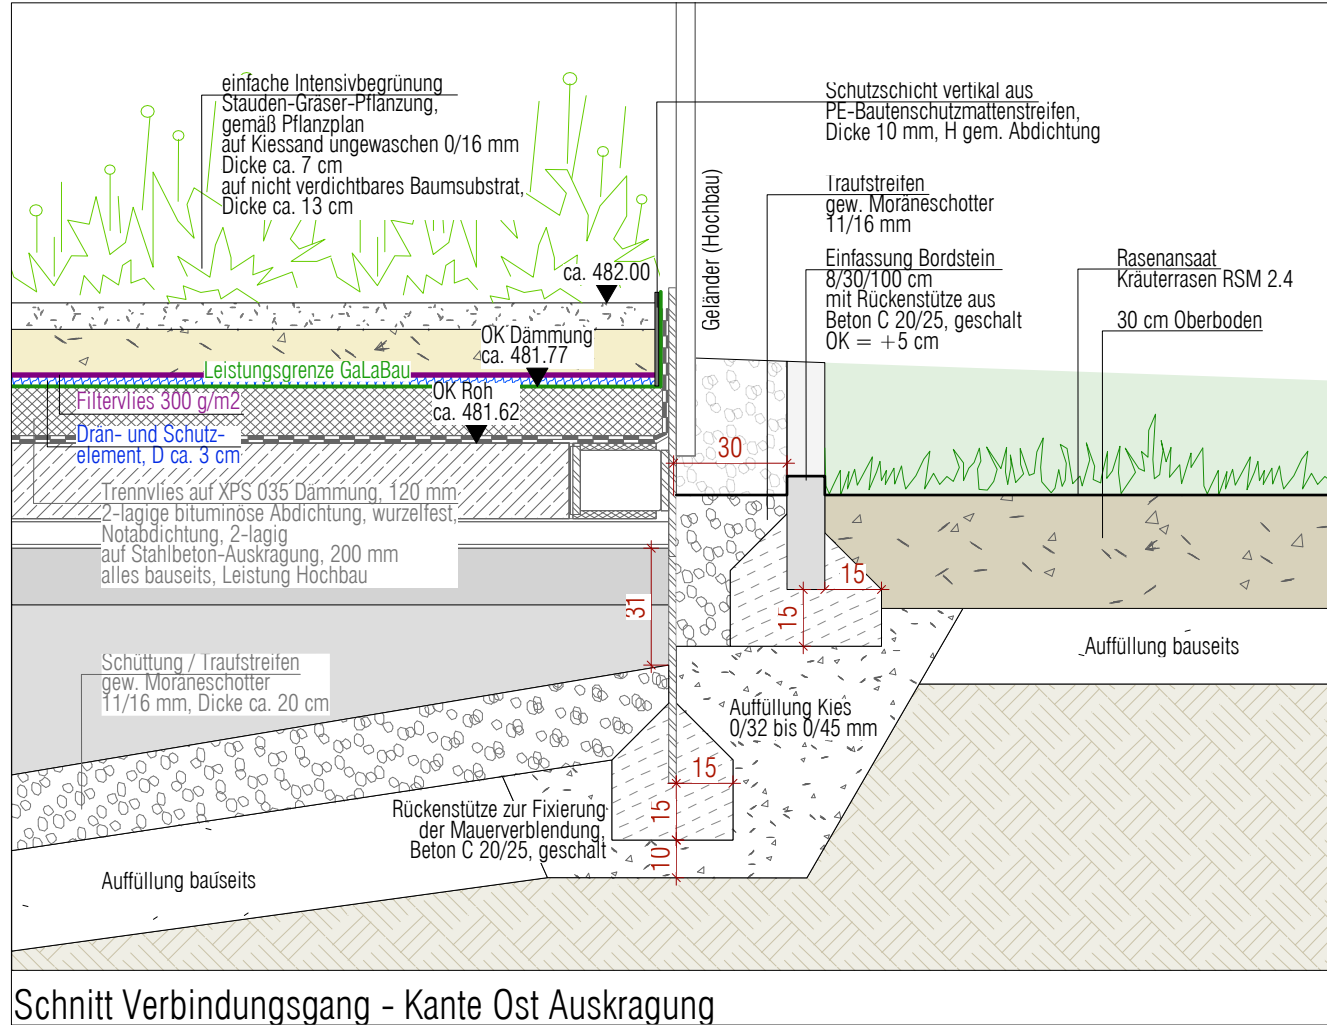 einfache Intensivbegrünung
Stauden-Gräser-Pflanzung,
gemäß Pflanzplan
auf Kiessand ungewaschen 0/16 mm
Dicke ca. 7 cm
auf nicht verdichtbares Baumsubstrat,
Dicke ca. 13 cm
Schutzschicht vertikal aus
PE-Bautenschutzmattenstreifen,
Dicke 10 mm, H gem. Abdichtung
Geländer (Hochbau)
Traufstreifen
gew. Moräneschotter
11/16 mm
Einfassung Bordstein
8/30/100 cm
mit Rückenstütze aus
Beton C 20/25, geschalt
OK = +5 cm
Rasenansaat
Kräuterrasen RSM 2.4
30 cm Oberboden
ca. 482.00
OK Dämmung
ca. 481.77
Leistungsgrenze GaLaBau
OK Roh
ca. 481.62
Filtervlies 300 g/m2
Drän- und Schutz-
element, D ca. 3 cm
30
Trennvlies auf XPS 035 Dämmung, 120 mm
2-lagige bituminöse Abdichtung, wurzelfest,
Notabdichtung, 2-lagig
auf Stahlbeton-Auskragung, 200 mm
alles bauseits, Leistung Hochbau
31
15
15
Auffüllung bauseits
Schüttung / Traufstreifen
gew. Moräneschotter
11/16 mm, Dicke ca. 20 cm
Auffüllung Kies
0/32 bis 0/45 mm
15
15
10
Rückenstütze zur Fixierung
der Mauerverblendung,
Beton C 20/25, geschalt
Auffüllung bauseits
Schnitt Verbindungsgang - Kante Ost Auskragung